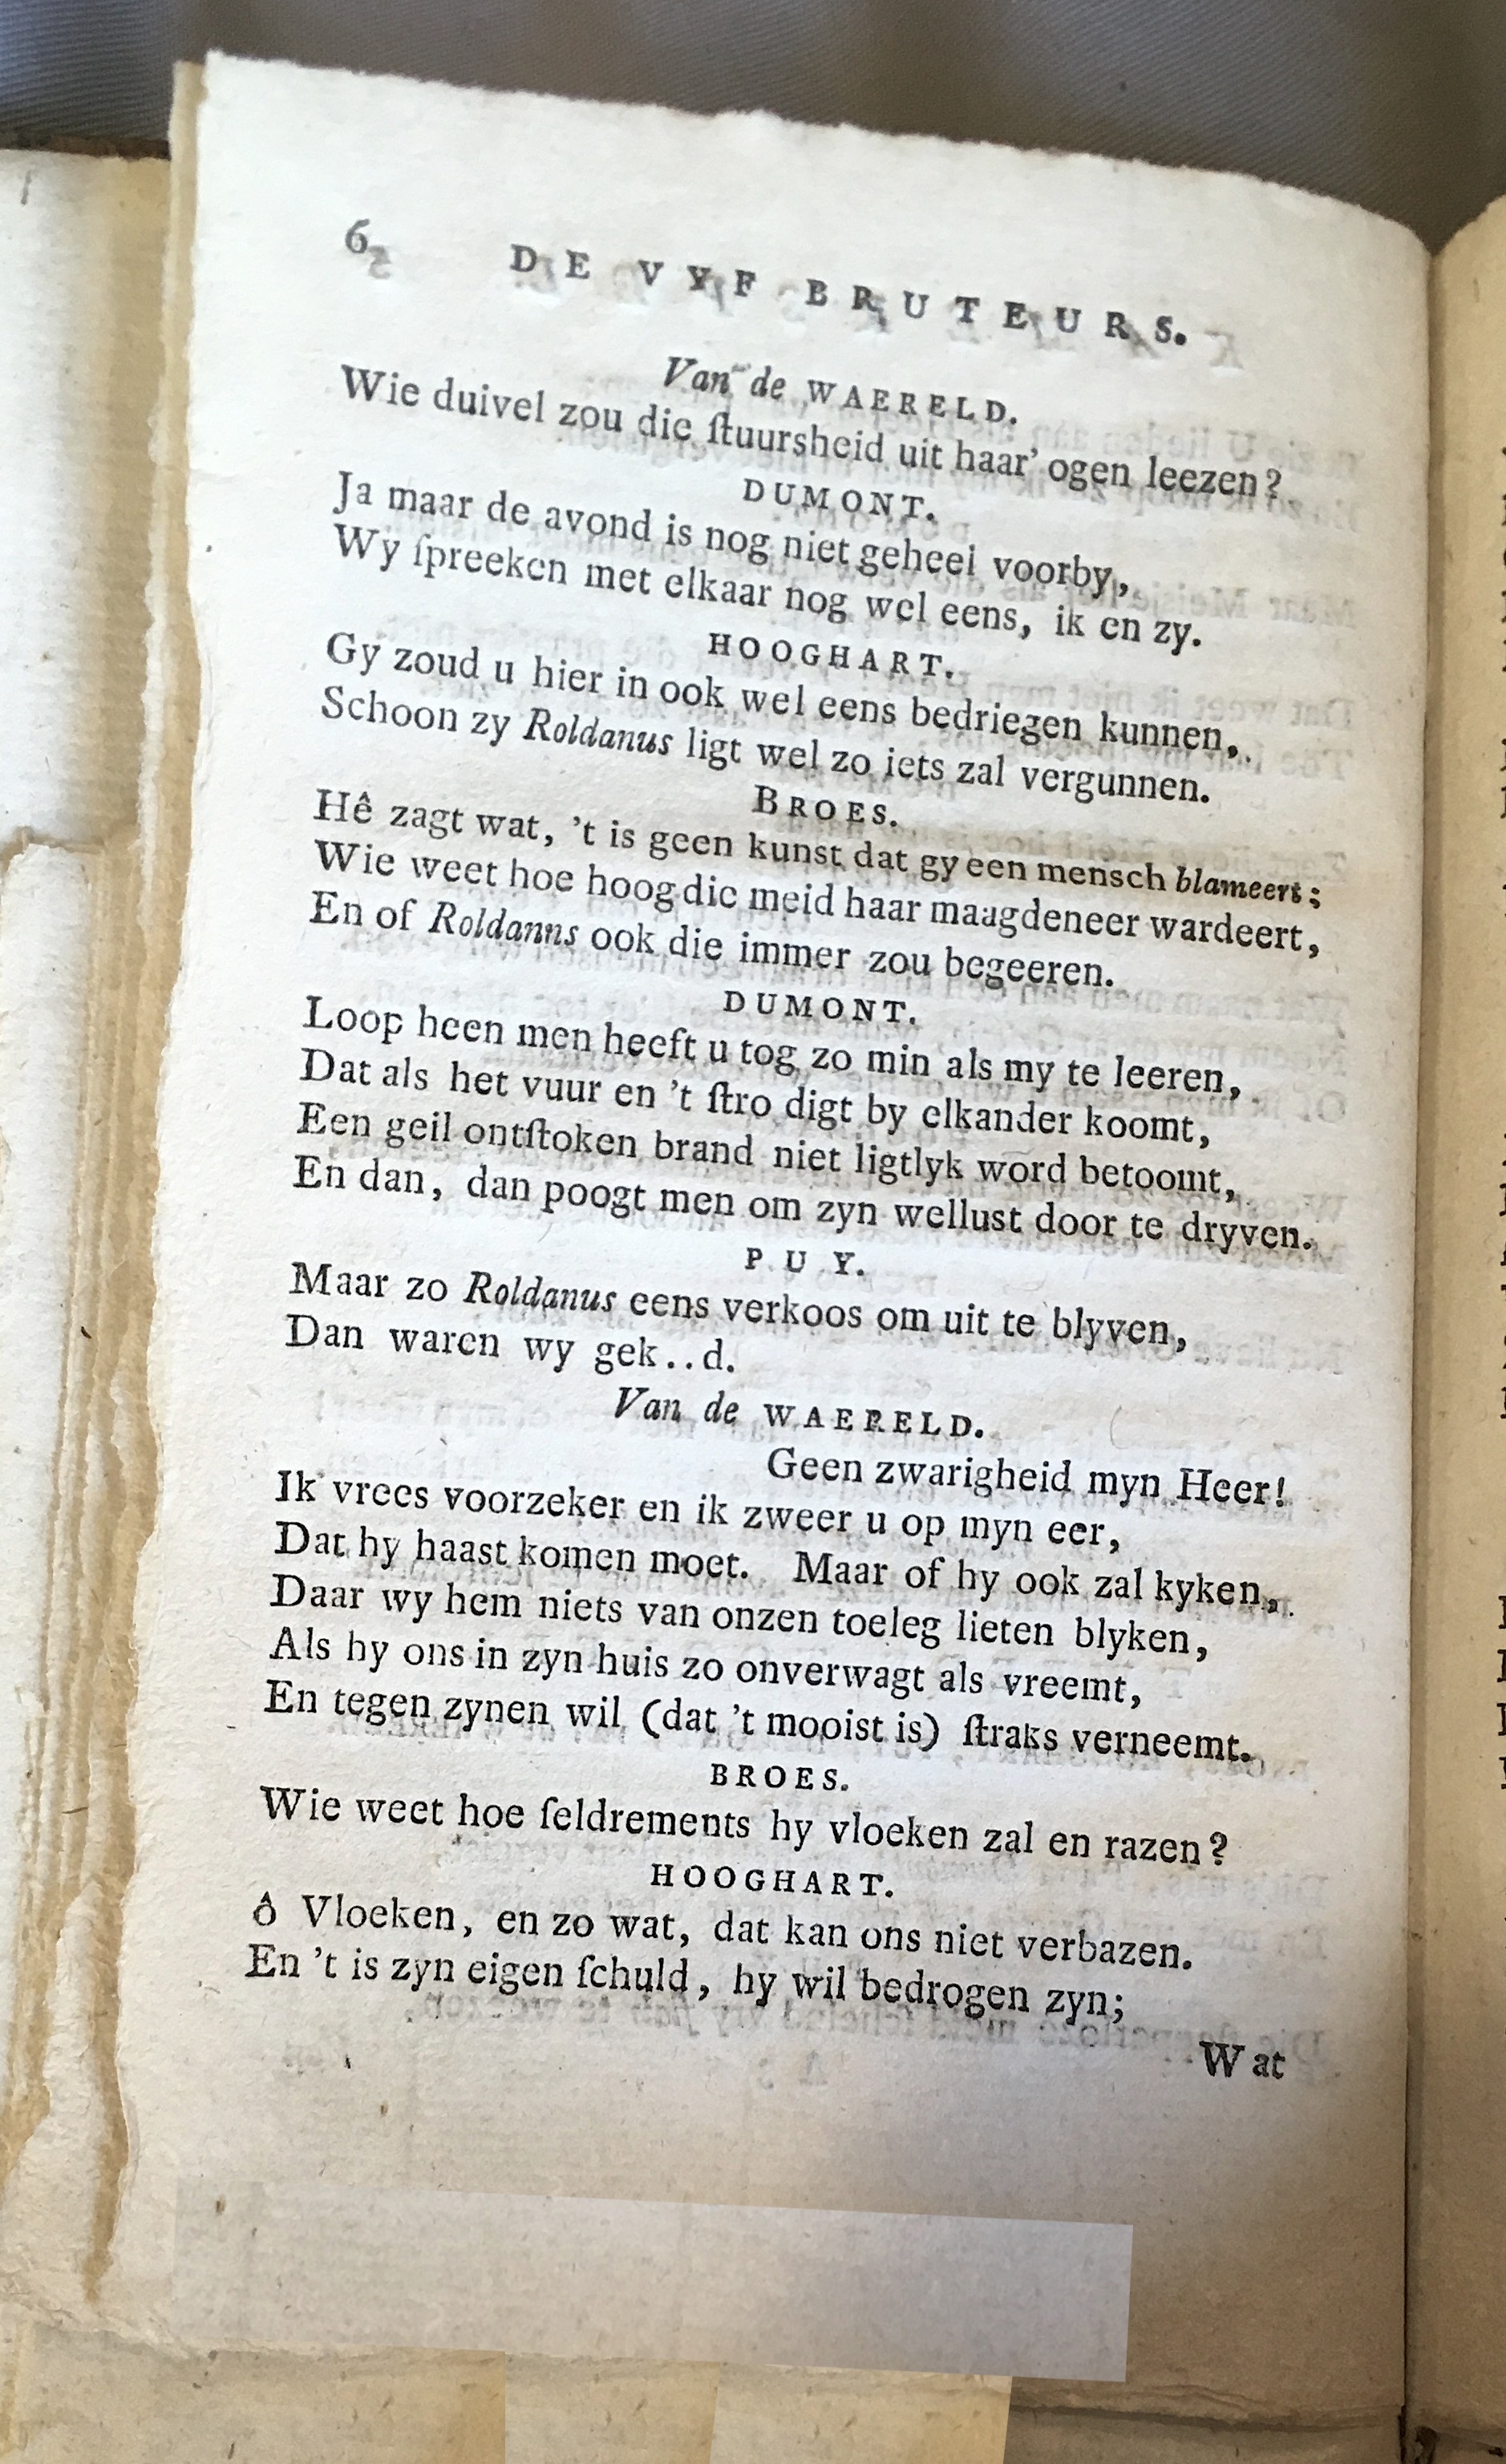 6 DE VYF BRUTEURS.
Van de WAERELD.
Wie duivel zou die ſtuursheid uit haar' ogen leezen?
DUMONT.
Ja maar de avond is nog niet geheel voorby,
Wy ſpreeken met elkaar nog wel eens, ik en zy.
HOOGHART.
Gy zoud u hier in ook wel eens bedriegen kunnen,
Schoon zy Roldanus ligt wel zo iets zal vergunnen.
BROES.
Hê zagt wat, 't is geen kunst dat gy een mensch blameert;
Wie weet hoe hoog die meid haar maagdeneer wardeert,
En of Roldanns ook die immer zou begeeren.
DUMONT.
Loop heen men heeft u tog zo min als my te leeren,
Dat als het vuur en 't ſtro digt by elkander koomt,
Een geil ontſtoken brand niet ligtlyk word betoomt,
En dan, dan poogt men om zyn wellust door te dryven.
PUY.
Maar zo Roldanus eens verkoos om uit te blyven,
Dan waren wy gek..d.
Van de WAERELD.
Geen zwarigheid myn Heer!
Ik vrees voorzeker en ik zweer u op myn eer,
Dat hy haast komen moet. Maar of hy ook zal kyken,
Daar wy hem niets van onzen toeleg lieten blyken,
Als hy ons in zyn huis zo onverwagt als vreemt,
En tegen zynen wil (dat 't mooist is) ſtraks verneemt.
BROES.
Wie weet hoe ſeldrements hy vloeken zal en razen?
HOOGHART.
ô Vloeken, en zo wat, dat kan ons niet verbazen.
En 't is zyn eigen ſchuld, hy wil bedrogen zyn;
Wat